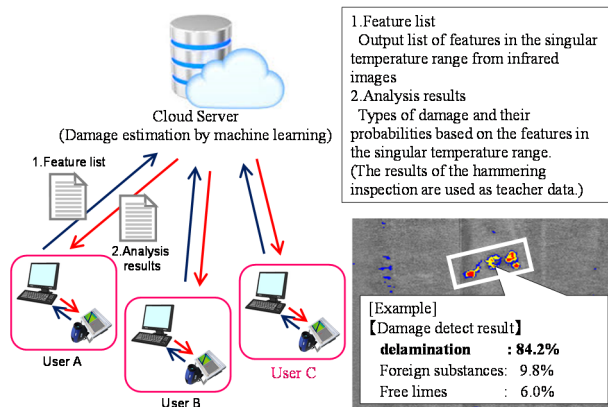 Cloud Server
(Damage estimation by machine learning)
1.Feature list
2.Analysis
results
User A
User B
User C
1.Feature list
Output list of features in the singular
temperature range from infrared
images
2.Analysis results
Types of damage and their
probabilities based on the features in
the singular temperature range.
(The results of the hammering
inspection are used as teacher data.)
[Example]
【Damage detect result】
delamination : 84.2%
Foreign substances: 9.8%
Free limes : 6.0%